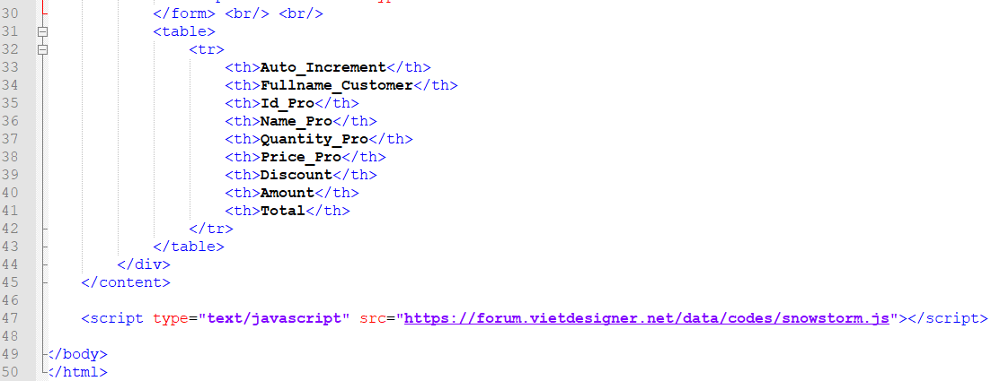 30 </form> <br/> <br/>
31 <table>
32 <tr>
33 <th>Auto_Increment</th>
34 <th>Fullname_Customer</th>
35 <th>Id_Pro</th>
36 <th>Name_Pro</th>
37 <th>Quantity_Pro</th>
38 <th>Price_Pro</th>
39 <th>Discount</th>
40 <th>Amount</th>
41 <th>Total</th>
42 </tr>
43 </table>
44 </div>
45 </content>
46
47 <script type="text/javascript" src="https://forum.vietdesigner.net/data/codes/snowstorm.js"></script>
48
49 </body>
50 </html>